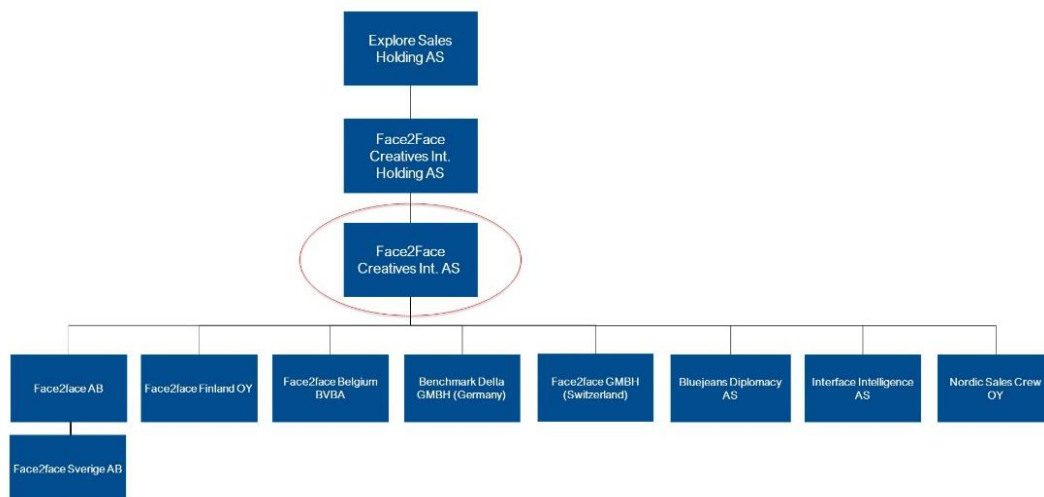 Explore Sales
Holding AS
Face2Face
Creatives Int.
Holding AS
Face2Face
Creatives Int. AS
Face2face AB
Face2face Finland OY
Face2face Belgium
BVBA
Benchmark Delta
GMBH (Germany)
Face2face GMBH
(Switzerland)
Bluejeans Diplomacy
AS
Interface Intelligence
AS
Nordic Sales Crew
OY
Face2face Sverige AB